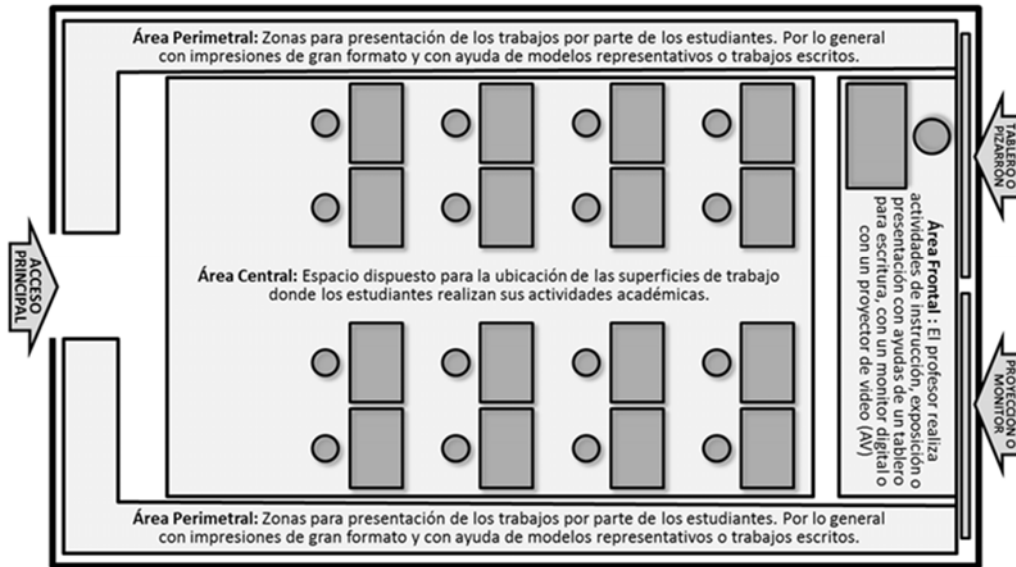 Área Perimetral: Zonas para presentación de los trabajos por parte de los estudiantes. Por lo general
con impresiones de gran formato y con ayuda de modelos representativos o trabajos escritos.
TABLERO O
PIZARRÓN
Área Frontal : El profesor realiza
actividades de instrucción, exposición o
presentación con ayudas de un tablero
para escritura, con un monitor digital o
con un proyector de video (AV)
ACCESO
PRINCIPAL
Área Central: Espacio dispuesto para la ubicación de las superficies de trabajo
donde los estudiantes realizan sus actividades académicas.
PROYECCIÓN O
MONITOR
Área Perimetral: Zonas para presentación de los trabajos por parte de los estudiantes. Por lo general
con impresiones de gran formato y con ayuda de modelos representativos o trabajos escritos.